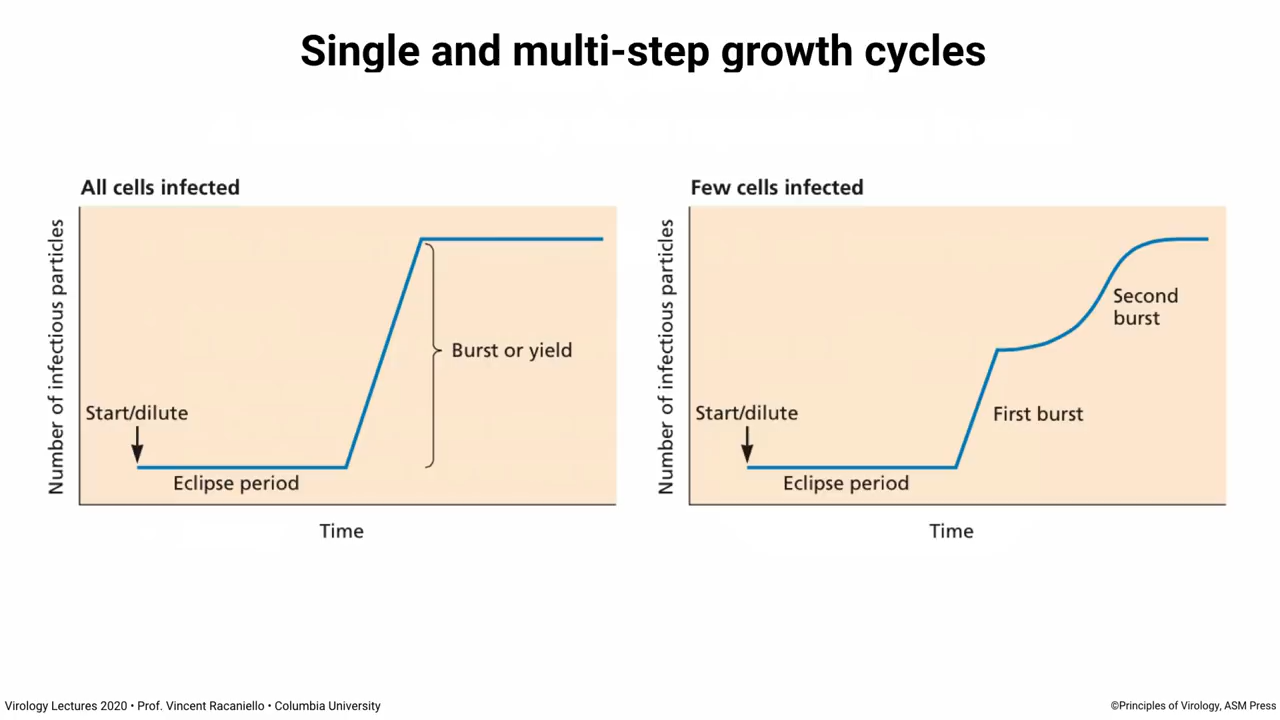 Single and multi-step growth cycles
All cells infected
Number of infectious particles
Start/dilute
Eclipse period
Burst or yield
Time
Few cells infected
Number of infectious particles
Start/dilute
Eclipse period
First burst
Second
burst
Time
Virology Lectures 2020 • Prof. Vincent Racaniello • Columbia University
©Principles of Virology, ASM Press